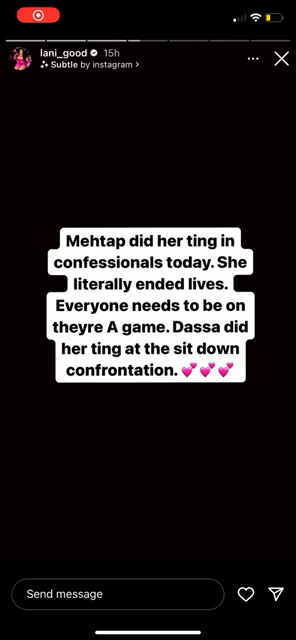 lani_good 15h
Subtle by instagram >
Mehtap did her ting in
confessionals today. She
literally ended lives.
Everyone needs to be on
theyre A game. Dassa did
her ting at the sit down
confrontation. 💕💕💕
Send message